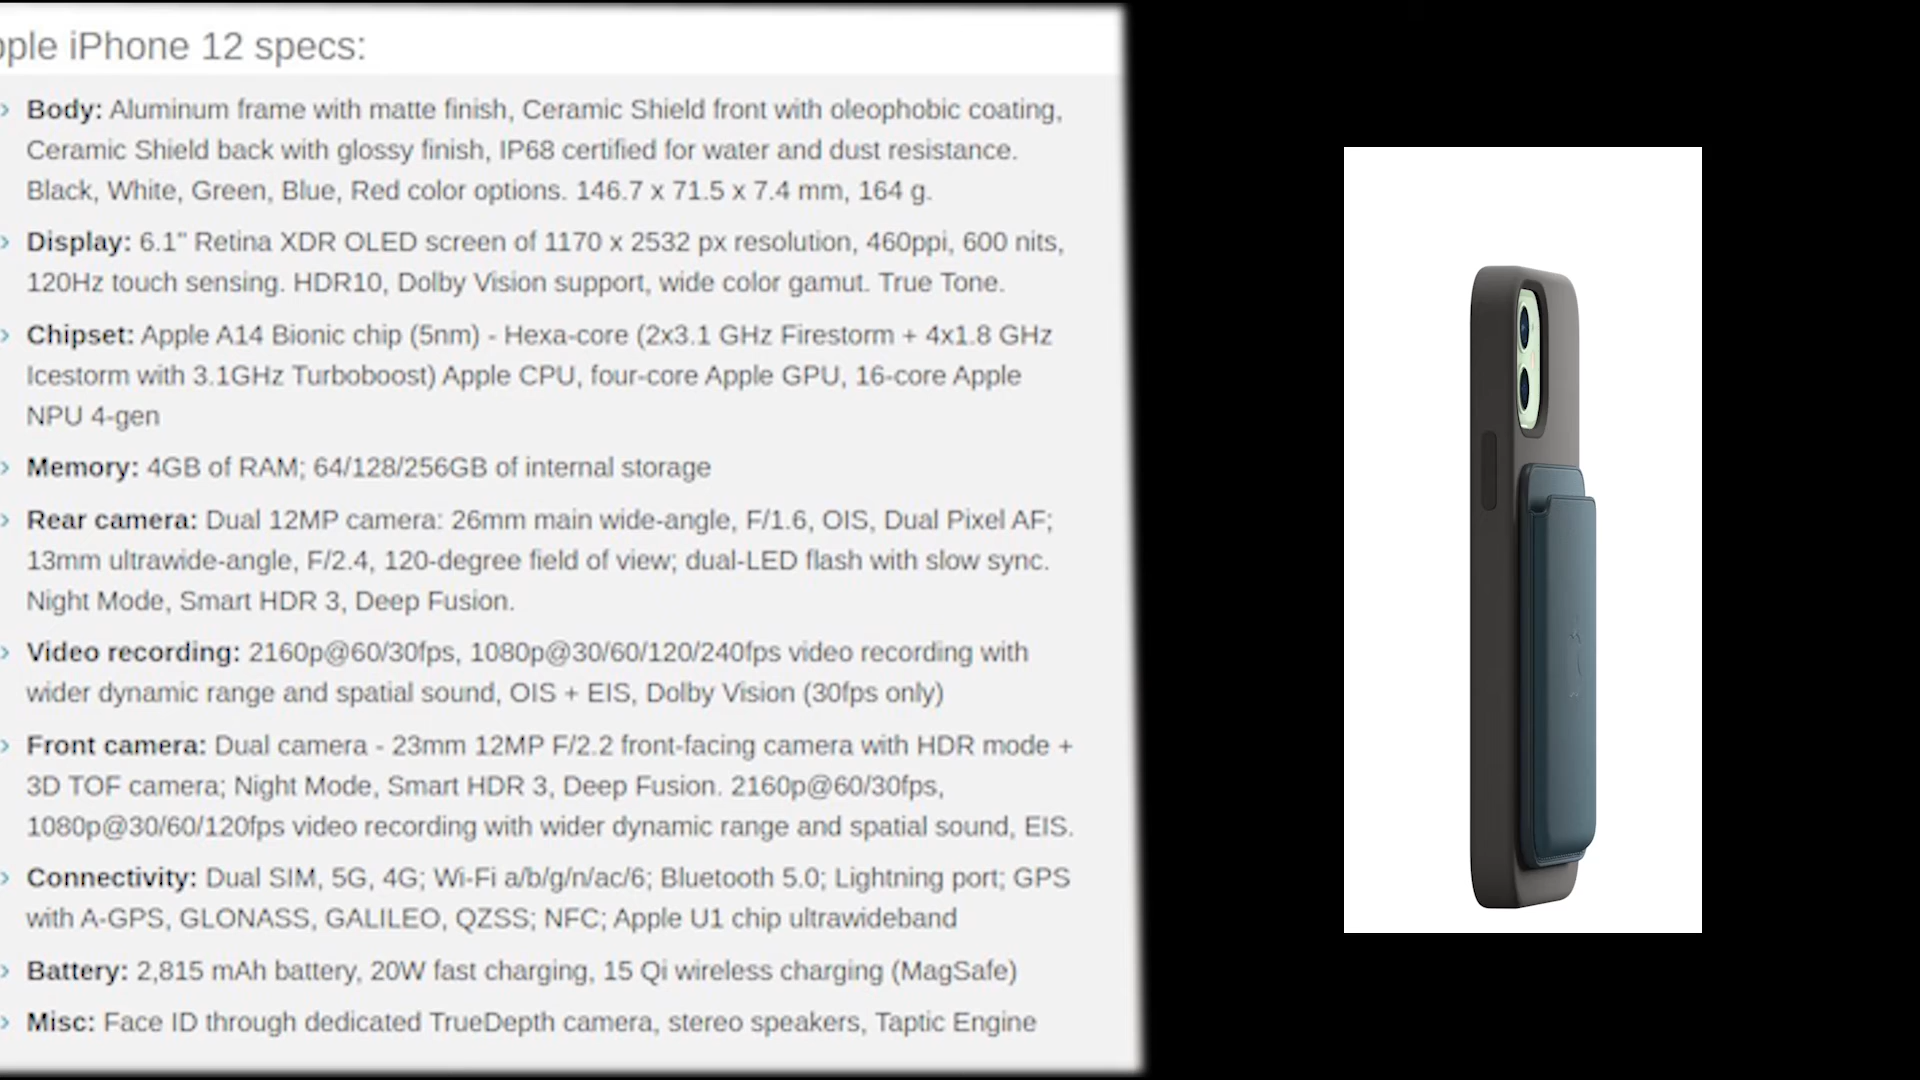 pple iPhone 12 specs:
Body: Aluminum frame with matte finish, Ceramic Shield front with oleophobic coating,
Ceramic Shield back with glossy finish, IP68 certified for water and dust resistance.
Black, White, Green, Blue, Red color options. 146.7 x 71.5 x 7.4 mm, 164 g.
Display: 6.1" Retina XDR OLED screen of 1170 x 2532 px resolution, 460ppi, 600 nits,
120Hz touch sensing. HDR10, Dolby Vision support, wide color gamut. True Tone.
Chipset: Apple A14 Bionic chip (5nm) - Hexa-core (2x3.1 GHz Firestorm + 4x1.8 GHz
Icestorm with 3.1GHz Turboboost) Apple CPU, four-core Apple GPU, 16-core Apple
NPU 4-gen
Memory: 4GB of RAM; 64/128/256GB of internal storage
Rear camera: Dual 12MP camera: 26mm main wide-angle, F/1.6, OIS, Dual Pixel AF;
13mm ultrawide-angle, F/2.4, 120-degree field of view; dual-LED flash with slow sync.
Night Mode, Smart HDR 3, Deep Fusion.
Video recording: 2160p@60/30fps, 1080p@30/60/120/240fps video recording with
wider dynamic range and spatial sound, OIS + EIS, Dolby Vision (30fps only)
Front camera: Dual camera - 23mm 12MP F/2.2 front-facing camera with HDR mode +
3D TOF camera; Night Mode, Smart HDR 3, Deep Fusion. 2160p@60/30fps,
1080p@30/60/120fps video recording with wider dynamic range and spatial sound, EIS.
Connectivity: Dual SIM, 5G, 4G; Wi-Fi a/b/g/n/ac/6; Bluetooth 5.0; Lightning port; GPS
with A-GPS, GLONASS, GALILEO, QZSS; NFC; Apple U1 chip ultrawideband
Battery: 2,815 mAh battery, 20W fast charging, 15 Qi wireless charging (MagSafe)
Misc: Face ID through dedicated TrueDepth camera, stereo speakers, Taptic Engine